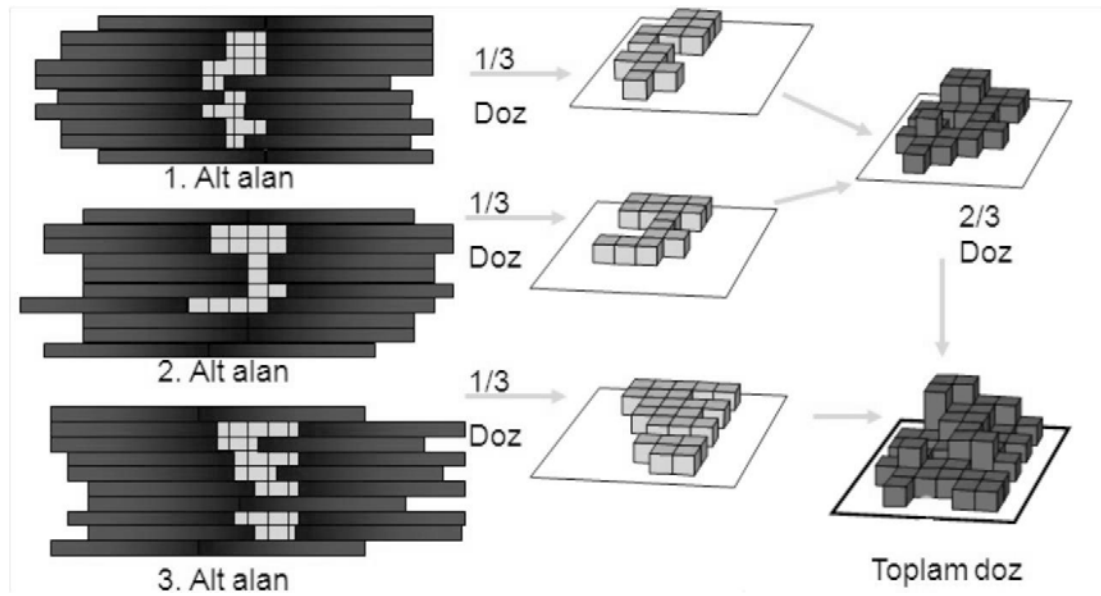 1/3
Doz
1. Alt alan
1/3
Doz
2/3
Doz
2. Alt alan
1/3
Doz
3. Alt alan
Toplam doz